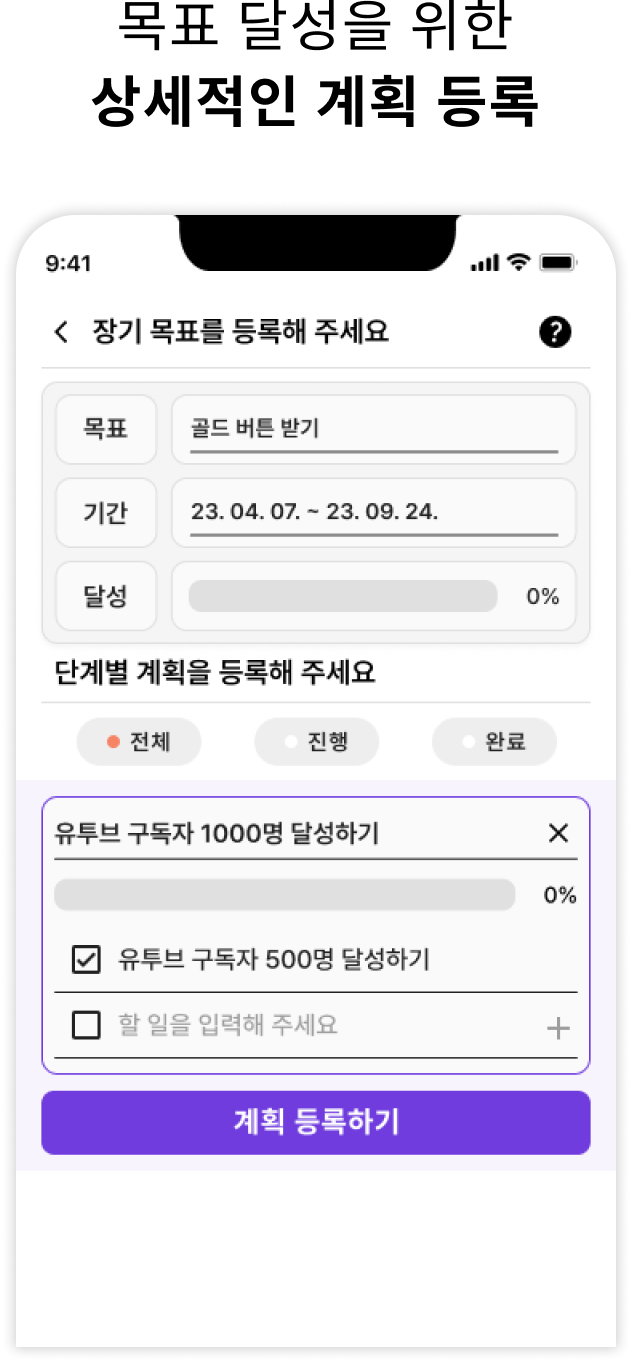 목표 달성을 위한
상세적인 계획 등록
9:41
장기 목표를 등록해 주세요
?
목표
골드 버튼 받기
기간
23. 04. 07. ~ 23. 09. 24.
달성
0%
단계별 계획을 등록해 주세요
전체 진행 완료
유투브 구독자 1000명 달성하기
0%
유투브 구독자 500명 달성하기
할 일을 입력해 주세요
계획 등록하기